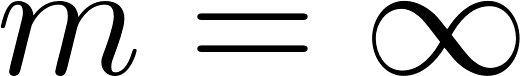 m = ∞